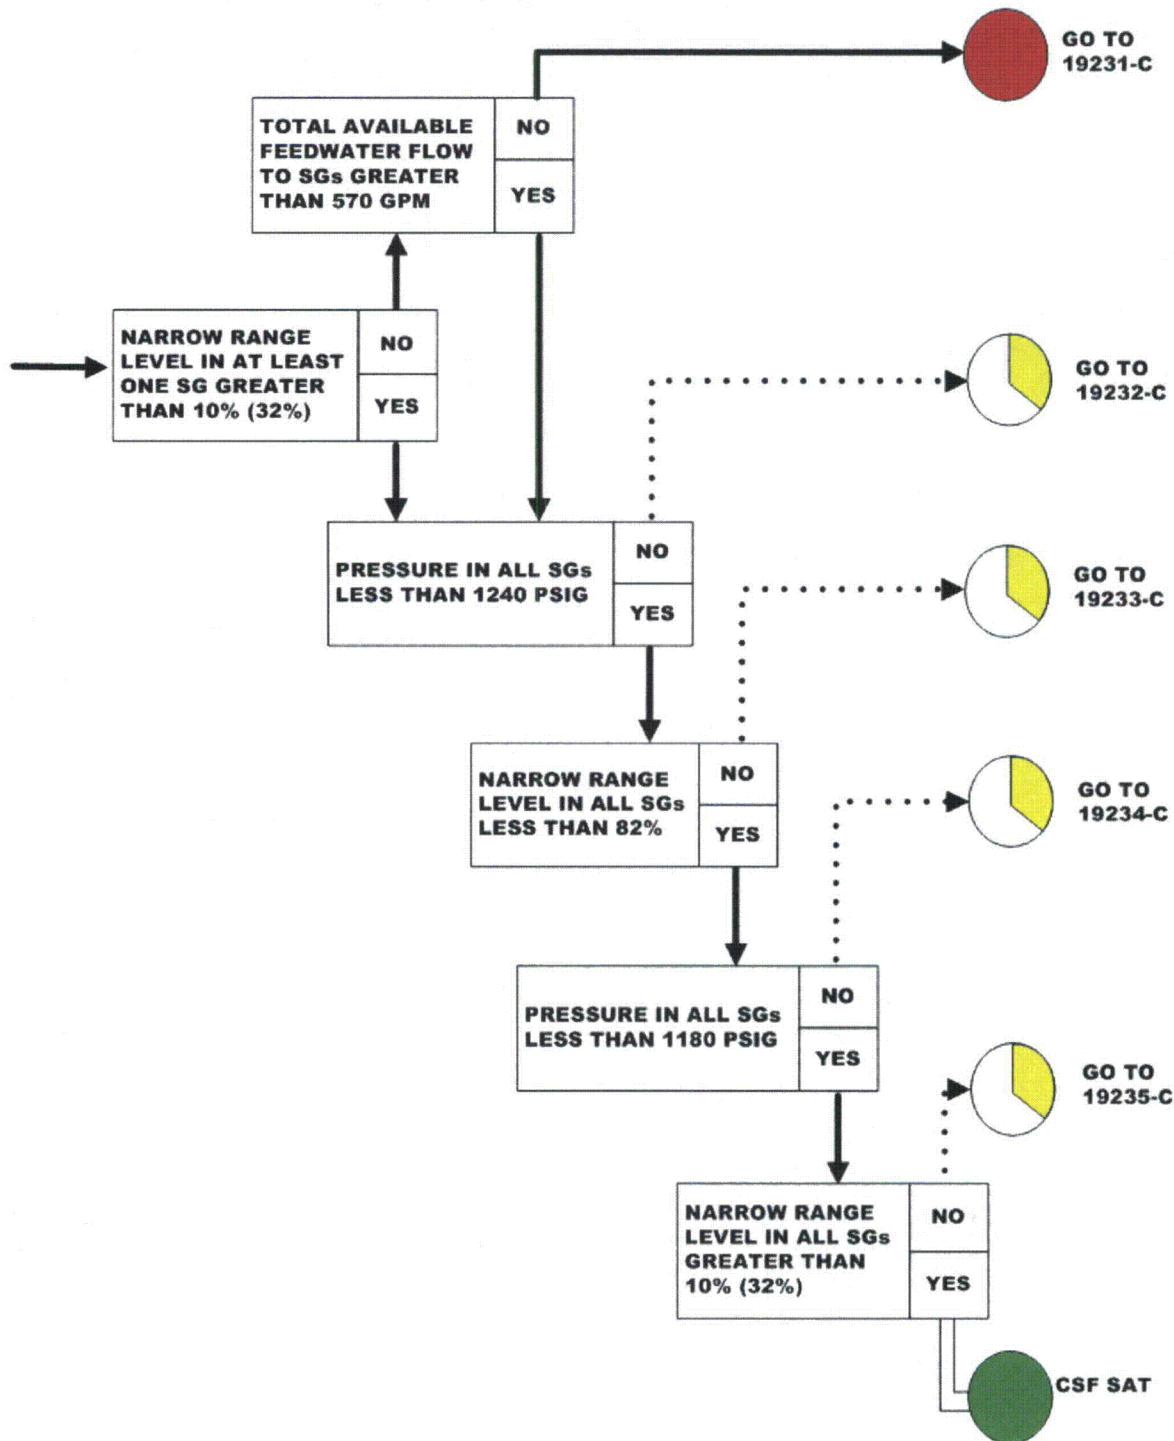 GO TO
19231-C
TOTAL AVAILABLE
FEEDWATER FLOW
TO SGs GREATER
THAN 570 GPM
NO
YES
NARROW RANGE
LEVEL IN AT LEAST
ONE SG GREATER
THAN 10% (32%)
NO
YES
GO TO
19232-C
PRESSURE IN ALL SGs
LESS THAN 1240 PSIG
NO
YES
GO TO
19233-C
NARROW RANGE
LEVEL IN ALL SGs
LESS THAN 82%
NO
YES
GO TO
19234-C
PRESSURE IN ALL SGs
LESS THAN 1180 PSIG
NO
YES
GO TO
19235-C
NARROW RANGE
LEVEL IN ALL SGs
GREATER THAN
10% (32%)
NO
YES
CSF SAT